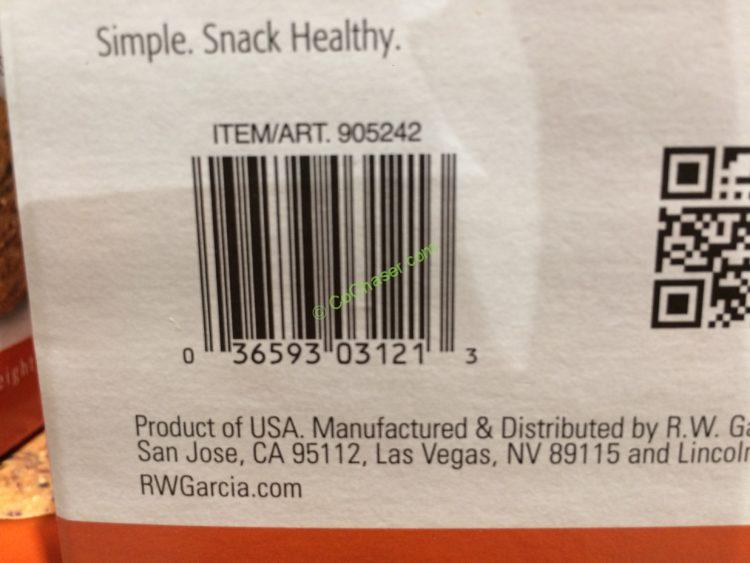 Simple. Snack Healthy.
ITEM/ART. 905242
© CoChaser.com
0 36593 03121 3
Product of USA. Manufactured & Distributed by R.W.
San Jose, CA 95112, Las Vegas, NV 89115 and
RWGarcia.com